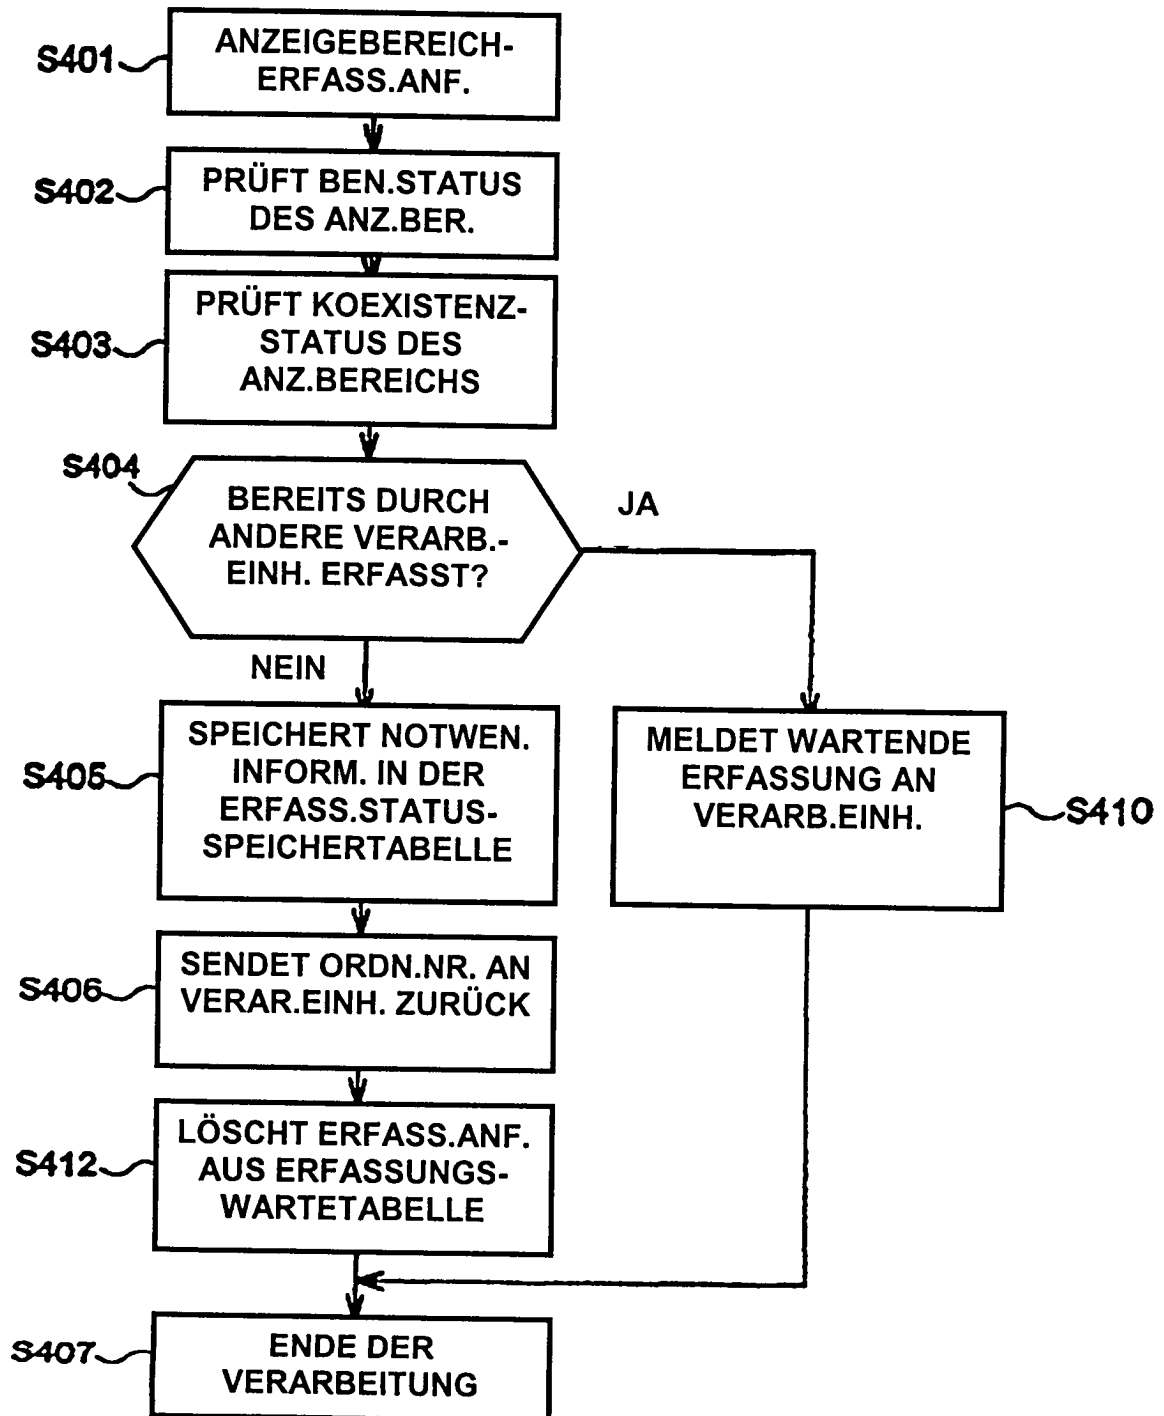 S401
ANZEIGEBEREICH-
ERFASS.ANF.
S402
PRÜFT BEN.STATUS
DES ANZ.BER.
S403
PRÜFT KOEXISTENZ-
STATUS DES
ANZ.BEREICHS
S404
BEREITS DURCH
ANDERE VERARB.-
EINH. ERFASST?
JA
NEIN
S405
SPEICHERT NOTWEN.
INFORM. IN DER
ERFASS.STATUS-
SPEICHERTABELLE
MELDET WARTENDE
ERFASSUNG AN
VERARB.EINH.
S410
S406
SENDET ORDN.NR. AN
VERAR.EINH. ZURÜCK
S412
LÖSCHT ERFASS.ANF.
AUS ERFASSUNGS-
WARTETABELLE
S407
ENDE DER
VERARBEITUNG